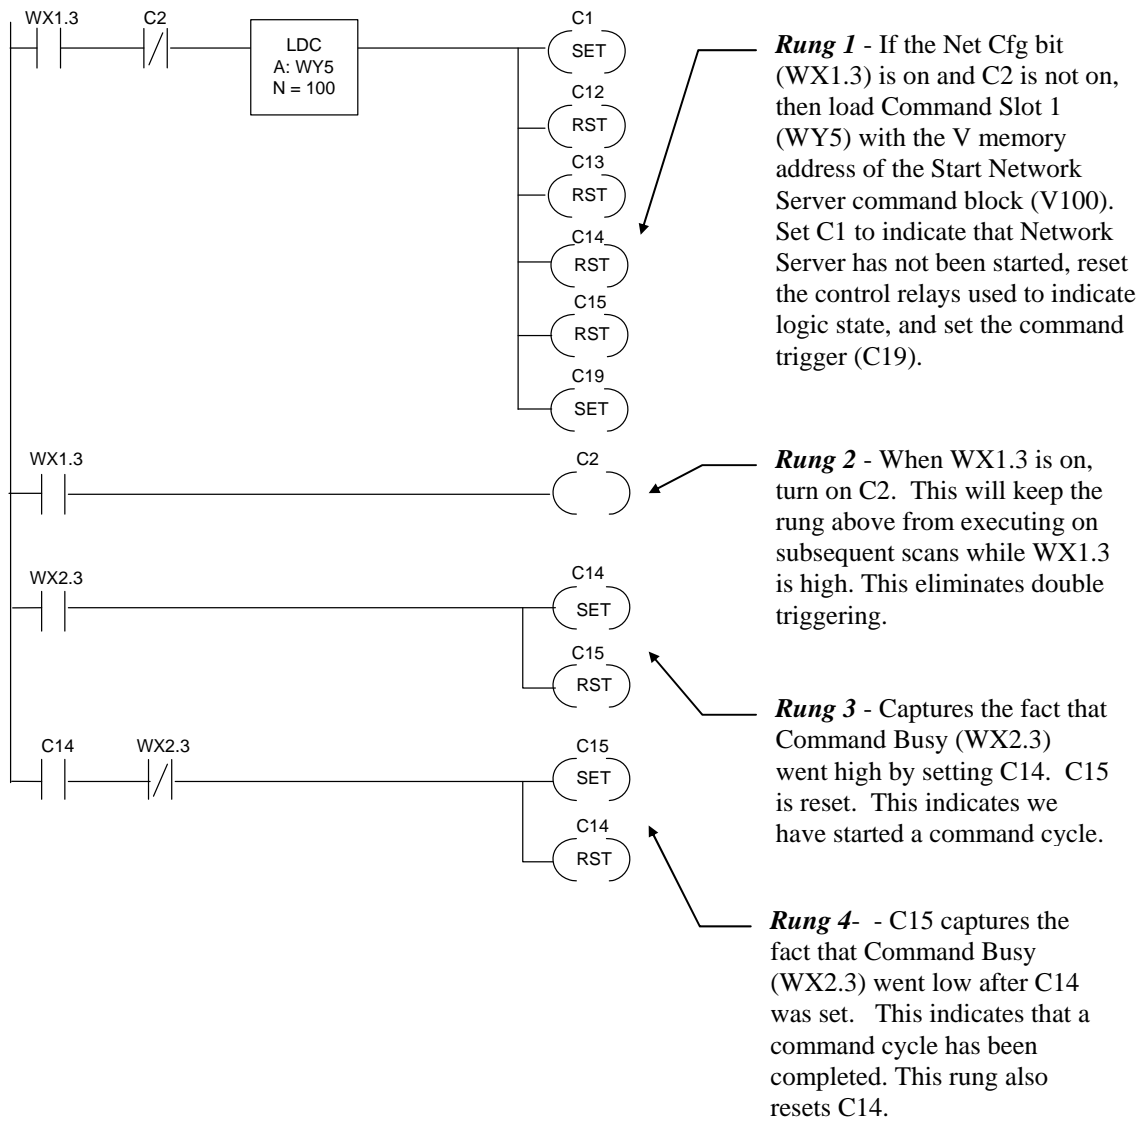 WX1.3
C2
LDC
A: WY5
N = 100
C1
SET
C12
RST
C13
RST
C14
RST
C15
RST
C19
SET
Rung 1 - If the Net Cfg bit
(WX1.3) is on and C2 is not on,
then load Command Slot 1
(WY5) with the V memory
address of the Start Network
Server command block (V100).
Set C1 to indicate that Network
Server has not been started, reset
the control relays used to indicate
logic state, and set the command
trigger (C19).
WX1.3
C2
Rung 2 - When WX1.3 is on,
turn on C2.  This will keep the
rung above from executing on
subsequent scans while WX1.3
is high. This eliminates double
triggering.
WX2.3
C14
SET
C15
RST
Rung 3 - Captures the fact that
Command Busy (WX2.3)
went high by setting C14.  C15
is reset.  This indicates we
have started a command cycle.
C14
WX2.3
C15
SET
C14
RST
Rung 4-  - C15 captures the
fact that Command Busy
(WX2.3) went low after C14
was set.   This indicates that a
command cycle has been
completed. This rung also
resets C14.